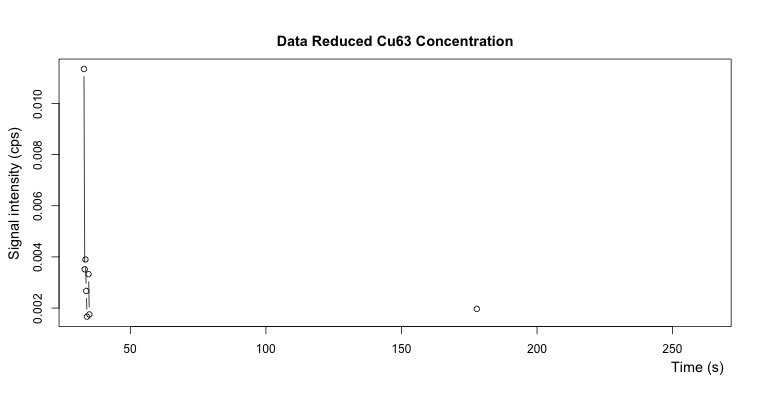 Data Reduced Cu63 Concentration
Signal intensity (cps)
0.010
0.008
0.006
0.004
0.002
50 100 150 200 250
Time (s)